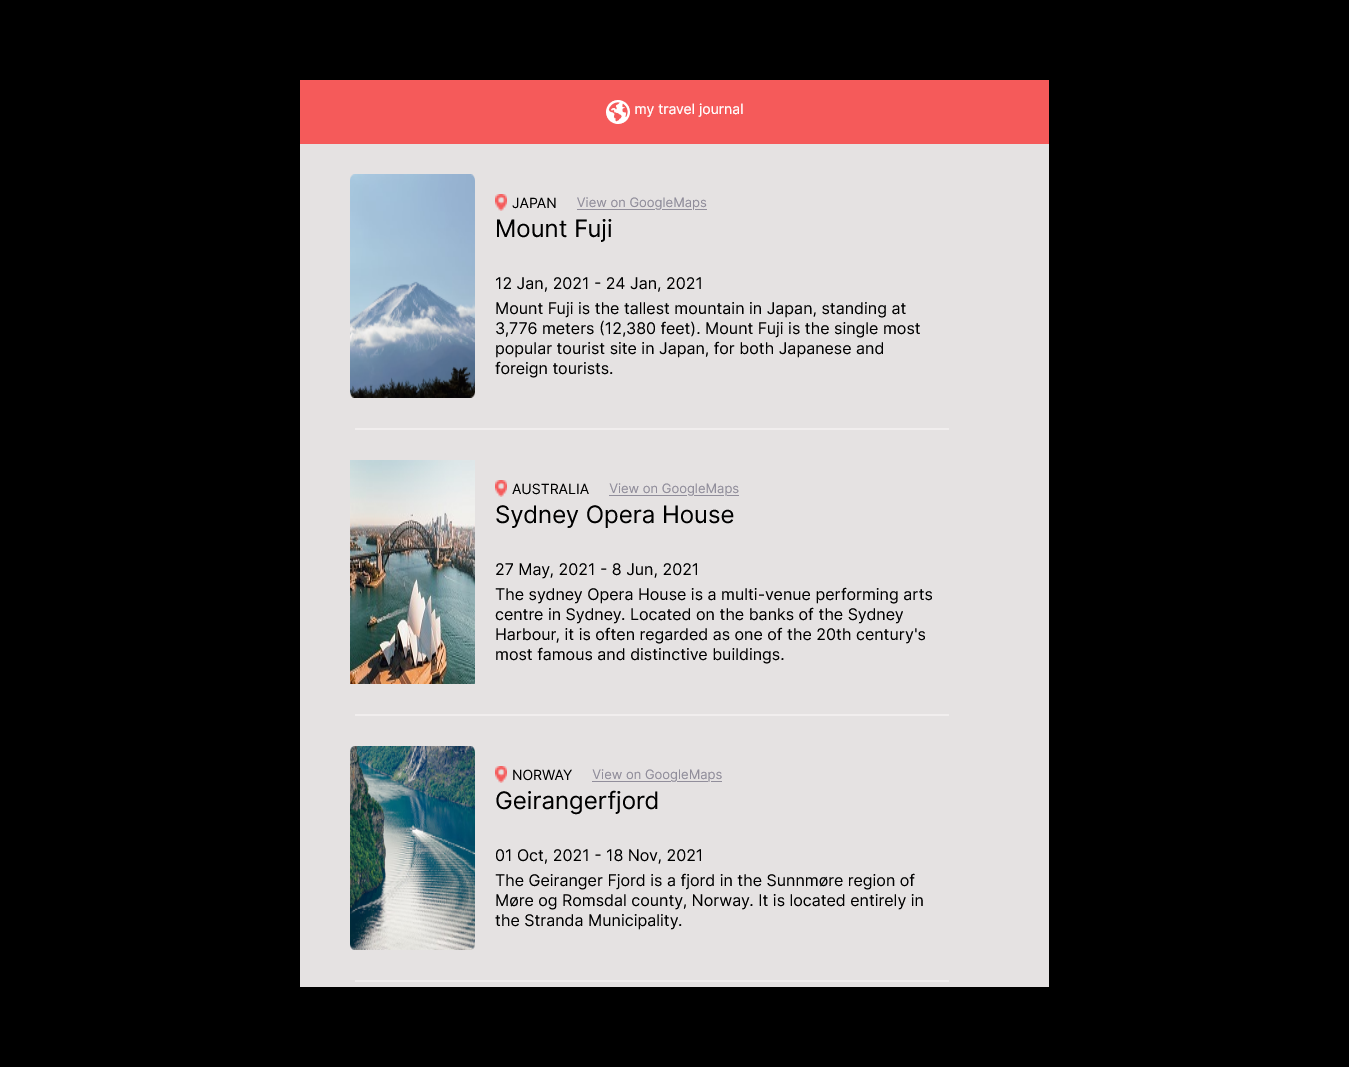 my travel journal
JAPAN View on GoogleMaps
Mount Fuji
12 Jan, 2021 - 24 Jan, 2021
Mount Fuji is the tallest mountain in Japan, standing at
3,776 meters (12,380 feet). Mount Fuji is the single most
popular tourist site in Japan, for both Japanese and
foreign tourists.
AUSTRALIA View on GoogleMaps
Sydney Opera House
27 May, 2021 - 8 Jun, 2021
The sydney Opera House is a multi-venue performing arts
centre in Sydney. Located on the banks of the Sydney
Harbour, it is often regarded as one of the 20th century's
most famous and distinctive buildings.
NORWAY View on GoogleMaps
Geirangerfjord
01 Oct, 2021 - 18 Nov, 2021
The Geiranger Fjord is a fjord in the Sunnmøre region of
Møre og Romsdal county, Norway. It is located entirely in
the Stranda Municipality.